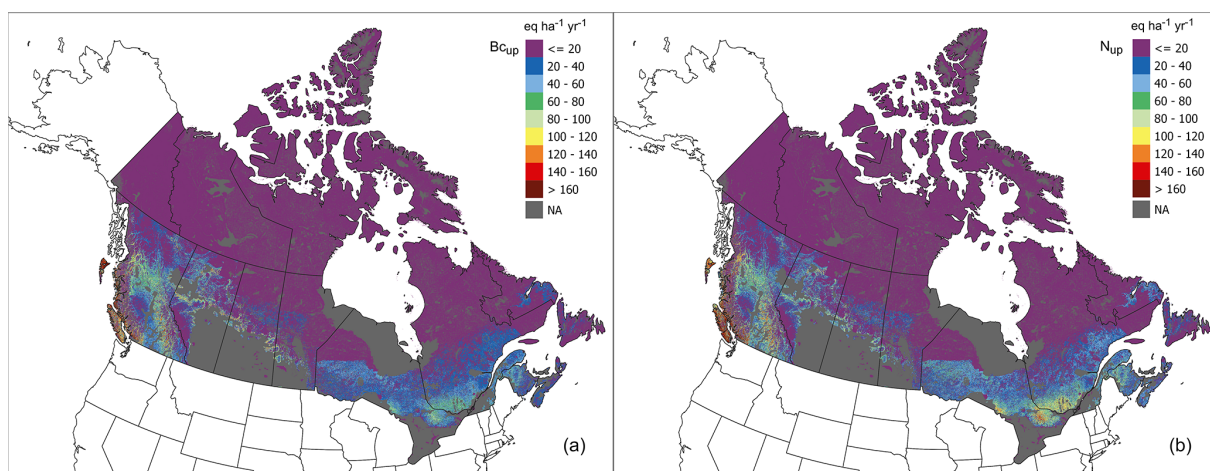 eq ha⁻¹ yr⁻¹
Bc_up
<= 20
20 - 40
40 - 60
60 - 80
80 - 100
100 - 120
120 - 140
140 - 160
> 160
NA
(a)
eq ha⁻¹ yr⁻¹
N_up
<= 20
20 - 40
40 - 60
60 - 80
80 - 100
100 - 120
120 - 140
140 - 160
> 160
NA
(b)